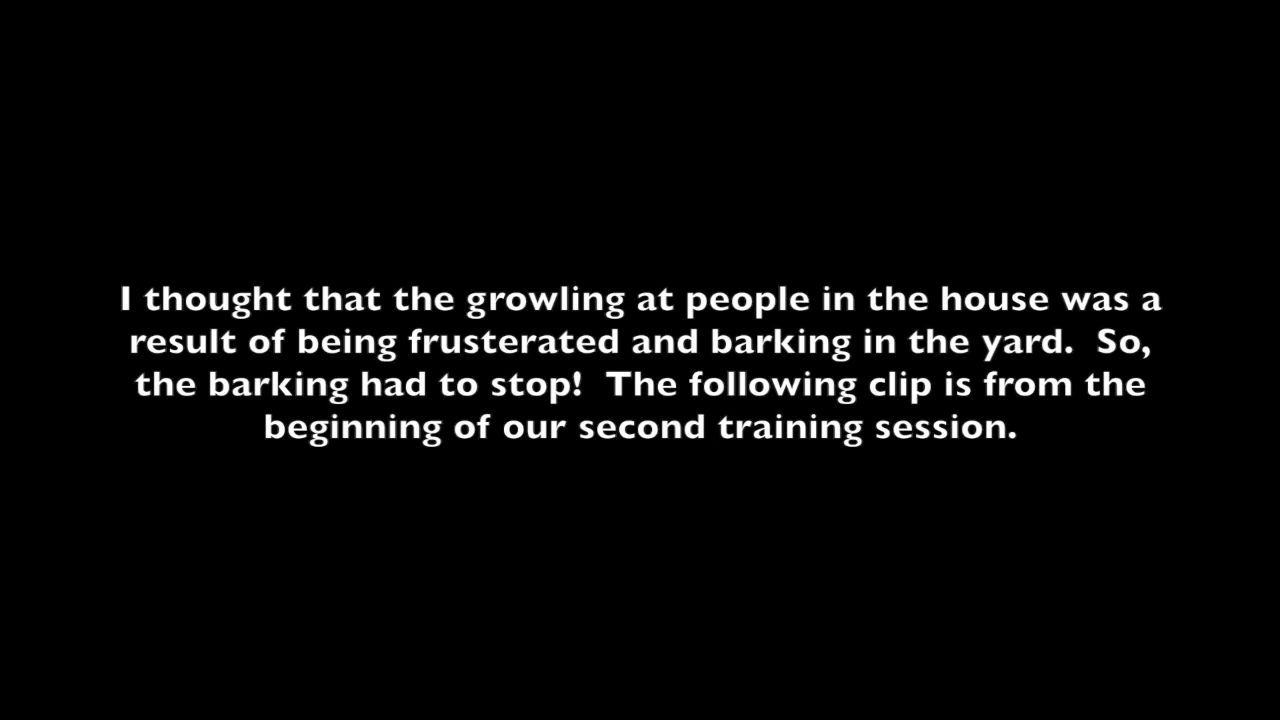 I thought that the growling at people in the house was a
result of being frusterated and barking in the yard.  So,
the barking had to stop!  The following clip is from the
beginning of our second training session.